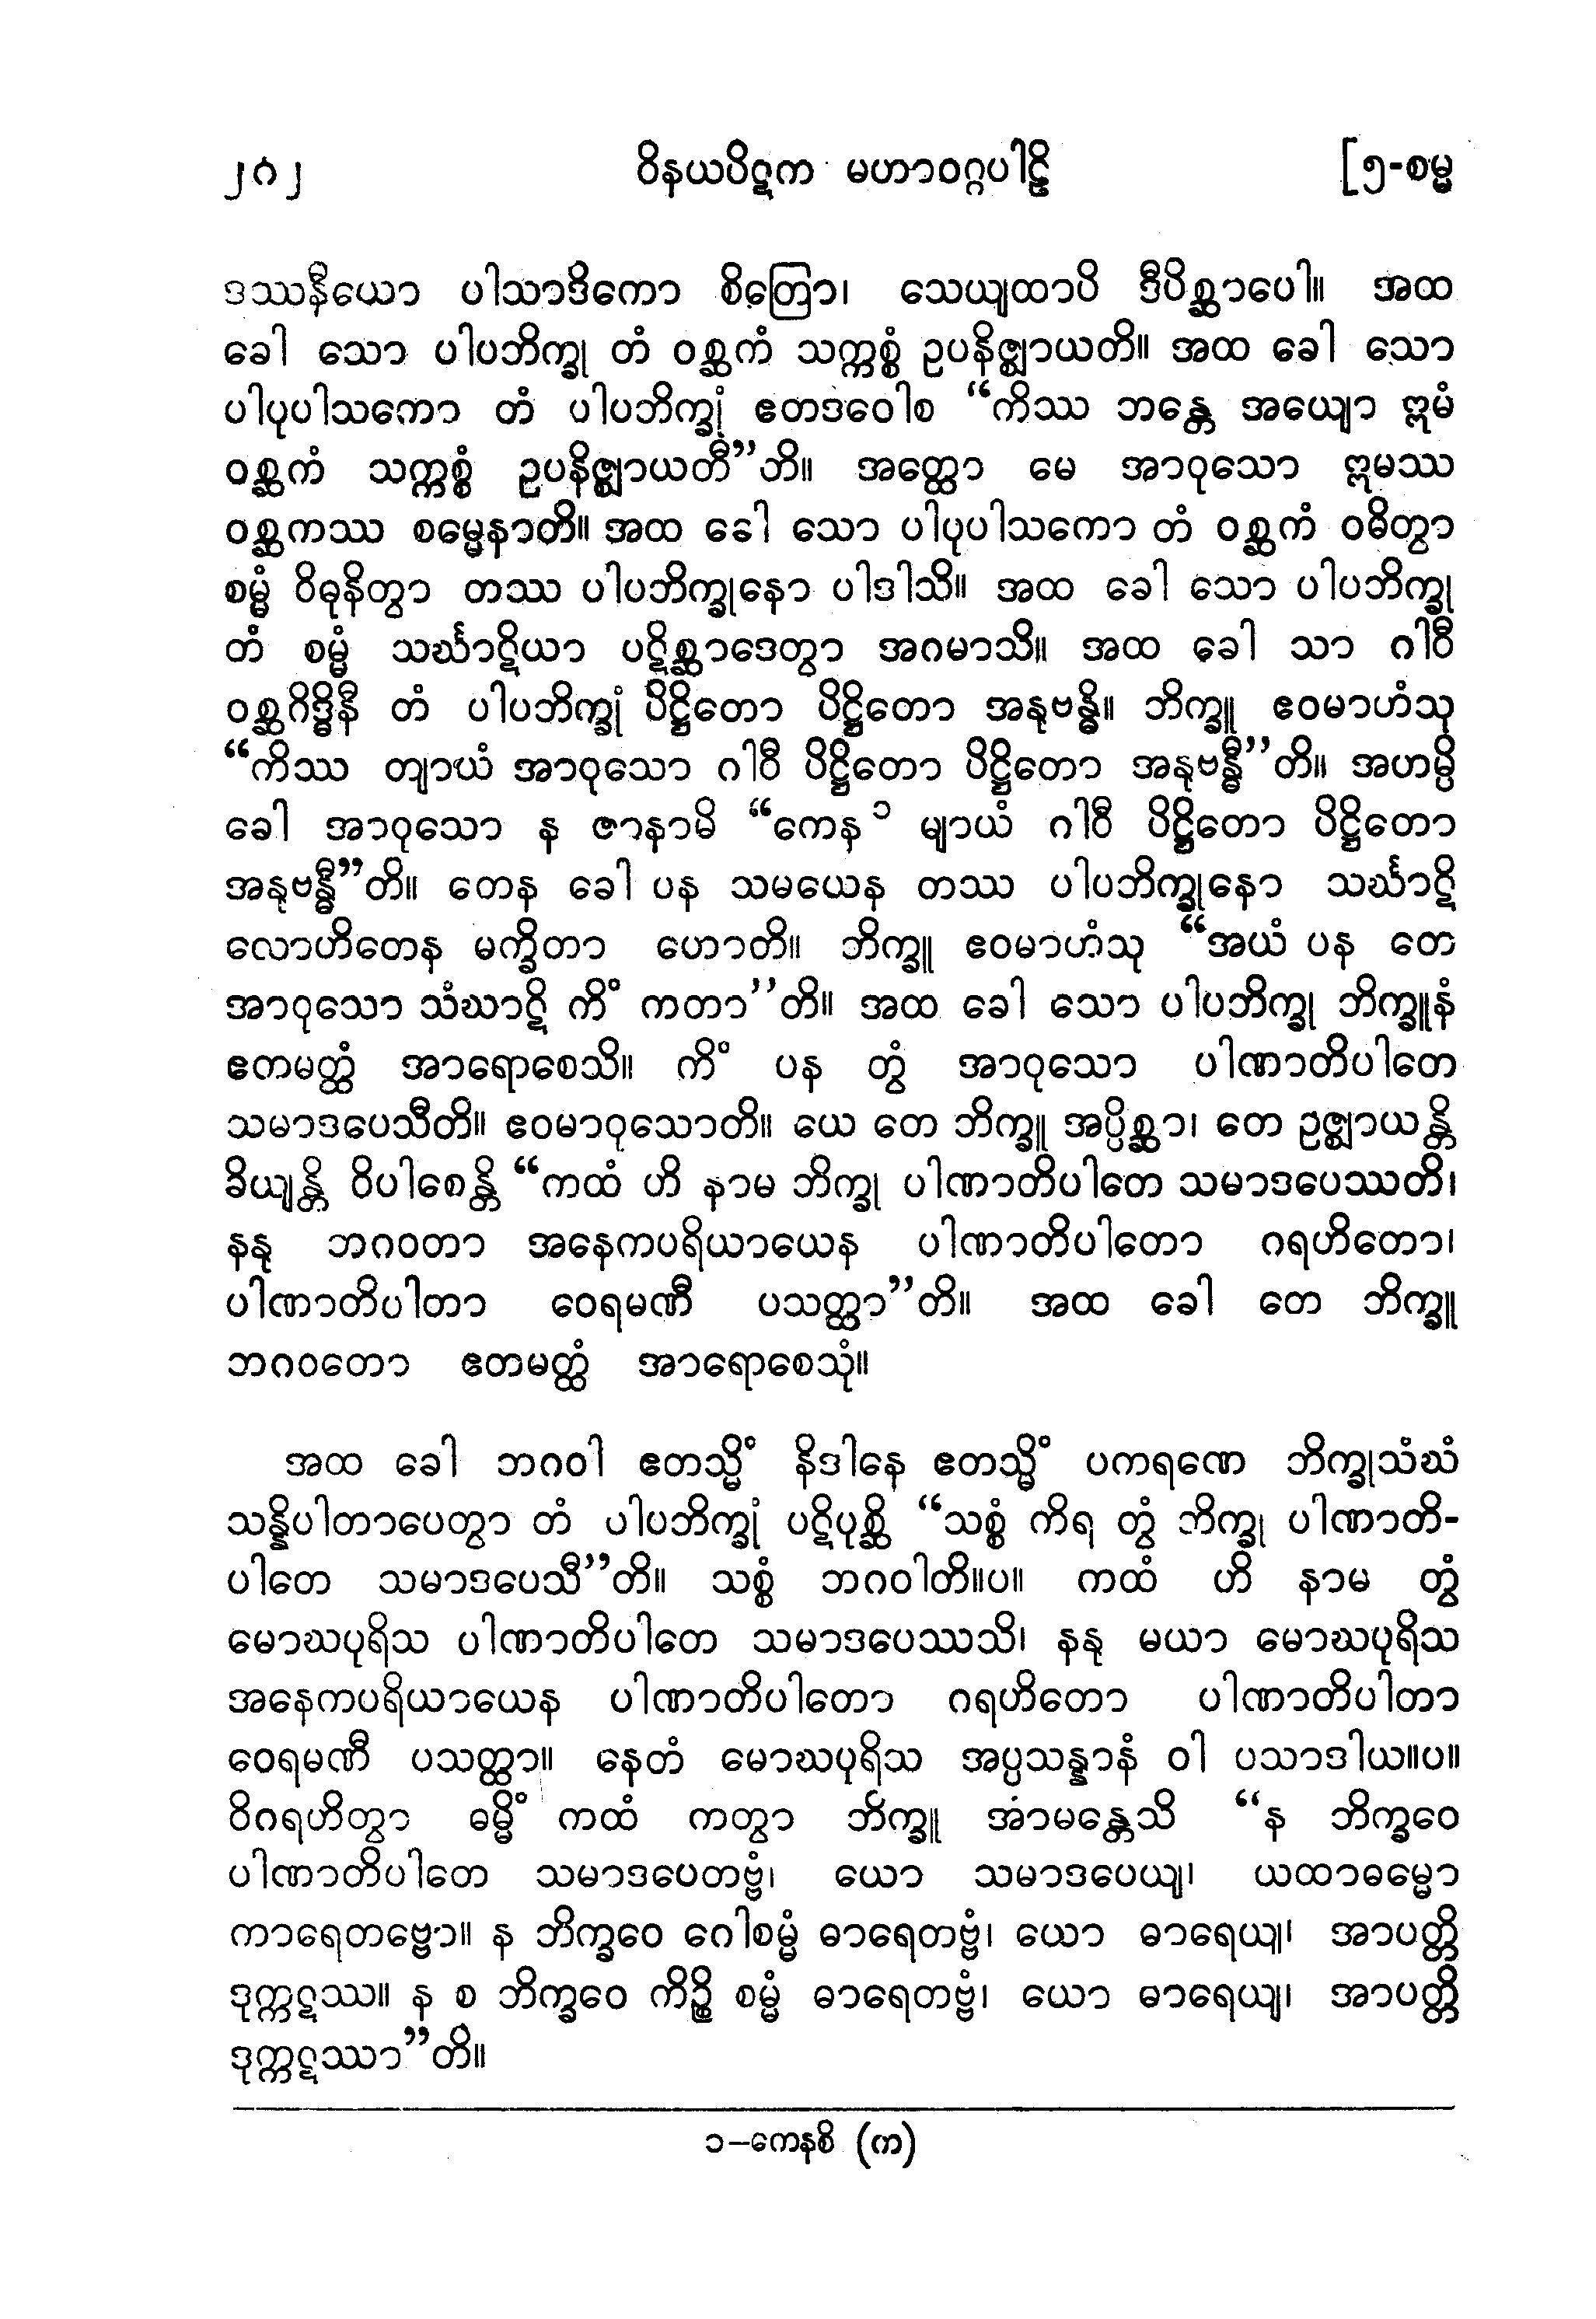 ၂၈၂ ဝိနယပိဋက မဟာဝဂ္ဂပါဠိ [၅-စမ္မ
ဒဿနီယော ပါသာဒိကော စိတြော၊ သေယျထာပိ ဒီပိစ္ဆာပေါ။ အထ
ခေါ သော ပါပဘိက္ခု တံ ဝစ္ဆကံ သက္ကစ္စံ ဥပနိဇ္ဈာယတိ။ အထ ခေါ သော
ပါပုပါသကော တံ ပါပဘိက္ခုံ ဧတဒဝေါစ “ကိဿ ဘန္တေ အယျော ဣမံ
ဝစ္ဆကံ သက္ကစ္စံ ဥပနိဇ္ဈာယတီ”တိ။ အတ္ထော မေ အာဝုသော ဣမဿ
ဝစ္ဆကဿ စမ္မေနာတိ။ အထ ခေါ သော ပါပုပါသကော တံ ဝစ္ဆကံ ဝဓိတွာ
စမ္မံ ဝိဓုနိတွာ တဿ ပါပဘိက္ခုနော ပါဒါသိ။ အထ ခေါ သော ပါပဘိက္ခု
တံ စမ္မံ သင်္ဃာဋိယာ ပဋိစ္ဆာဒေတွာ အဂမာသိ။ အထ ခေါ သာ ဂါဝီ
ဝစ္ဆဂိဒ္ဓိနီ တံ ပါပဘိက္ခုံ ပိဋ္ဌိတော ပိဋ္ဌိတော အနုဗန္ဓိ။ ဘိက္ခူ ဧဝမာဟံသု
“ကိဿ တျာယံ အာဝုသော ဂါဝီ ပိဋ္ဌိတော ပိဋ္ဌိတော အနုဗန္ဓီ”တိ။ အဟမ္ပိ
ခေါ အာဝုသော န ဇာနာမိ “ကေန ၁ မျာယံ ဂါဝီ ပိဋ္ဌိတော ပိဋ္ဌိတော
အနုဗန္ဓီ”တိ။ တေန ခေါ ပန သမယေန တဿ ပါပဘိက္ခုနော သင်္ဃာဋိ
လောဟိတေန မက္ခိတာ ဟောတိ။ ဘိက္ခူ ဧဝမာဟံသု “အယံ ပန တေ
အာဝုသော သံဃာဋိ ကိံ ကတာ”တိ။ အထ ခေါ သော ပါပဘိက္ခု ဘိက္ခူနံ
ဧတမတ္ထံ အာရောစေသိ။ ကိံ ပန တွံ အာဝုသော ပါဏာတိပါတေ
သမာဒပေသီတိ။ ဧဝမာဝုသောတိ။ ယေ တေ ဘိက္ခူ အပ္ပိစ္ဆာ၊ တေ ဥဇ္ဈာယန္တိ
ခိယျန္တိ ဝိပါစေန္တိ “ကထံ ဟိ နာမ ဘိက္ခု ပါဏာတိပါတေ သမာဒပေဿတိ၊
နနု ဘဂဝတာ အနေကပရိယာယေန ပါဏာတိပါတော ဂရဟိတော၊
ပါဏာတိပါတာ ဝေရမဏီ ပသတ္ထာ”တိ။ အထ ခေါ တေ ဘိက္ခူ
ဘဂဝတော ဧတမတ္ထံ အာရောစေသုံ။
အထ ခေါ ဘဂဝါ ဧတသ္မိံ နိဒါနေ ဧတသ္မိံ ပကရဏေ ဘိက္ခုသံဃံ
သန္နိပါတာပေတွာ တံ ပါပဘိက္ခုံ ပဋိပုစ္ဆိ “သစ္စံ ကိရ တွံ ဘိက္ခု ပါဏာတိ-
ပါတေ သမာဒပေသီ”တိ။ သစ္စံ ဘဂဝါတိ။ပ။ ကထံ ဟိ နာမ တွံ
မောဃပုရိသ ပါဏာတိပါတေ သမာဒပေဿသိ၊ နနု မယာ မောဃပုရိသ
အနေကပရိယာယေန ပါဏာတိပါတော ဂရဟိတော ပါဏာတိပါတာ
ဝေရမဏီ ပသတ္ထာ။ နေတံ မောဃပုရိသ အပ္ပသန္နာနံ ဝါ ပသာဒါယ။ပ။
ဝိဂရဟိတွာ ဓမ္မိံ ကထံ ကတွာ ဘိက္ခူ အာမန္တေသိ “န ဘိက္ခဝေ
ပါဏာတိပါတေ သမာဒပေတဗ္ဗံ၊ ယော သမာဒပေယျ၊ ယထာဓမ္မော
ကာရေတဗ္ဗော။ န ဘိက္ခဝေ ဂေါစမ္မံ ဓာရေတဗ္ဗံ၊ ယော ဓာရေယျ၊ အာပတ္တိ
ဒုက္ကဋဿ။ န စ ဘိက္ခဝေ ကိဉ္စိ စမ္မံ ဓာရေတဗ္ဗံ၊ ယော ဓာရေယျ၊ အာပတ္တိ
ဒုက္ကဋဿာ”တိ။
၁–ကေနစိ (က)